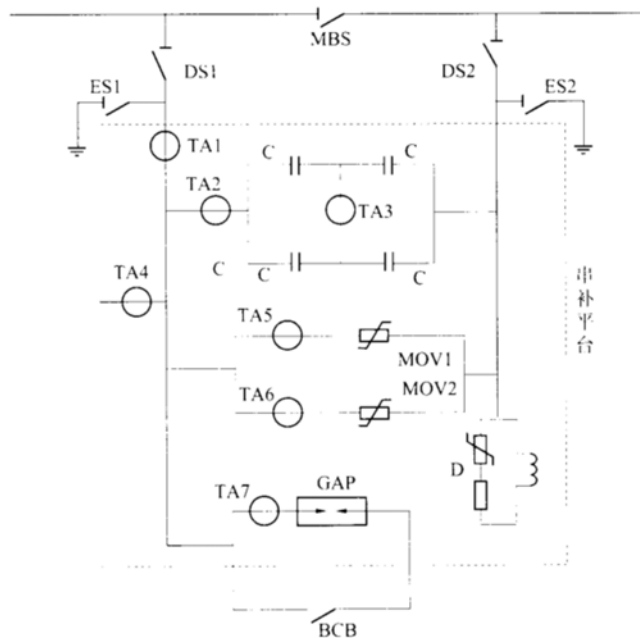 MBS
DS1
DS2
ES1
ES2
TA1
C
C
TA2
TA3
C
C
C
TA4
串补平台
TA5
MOV1
MOV2
TA6
D
TA7
GAP
BCB